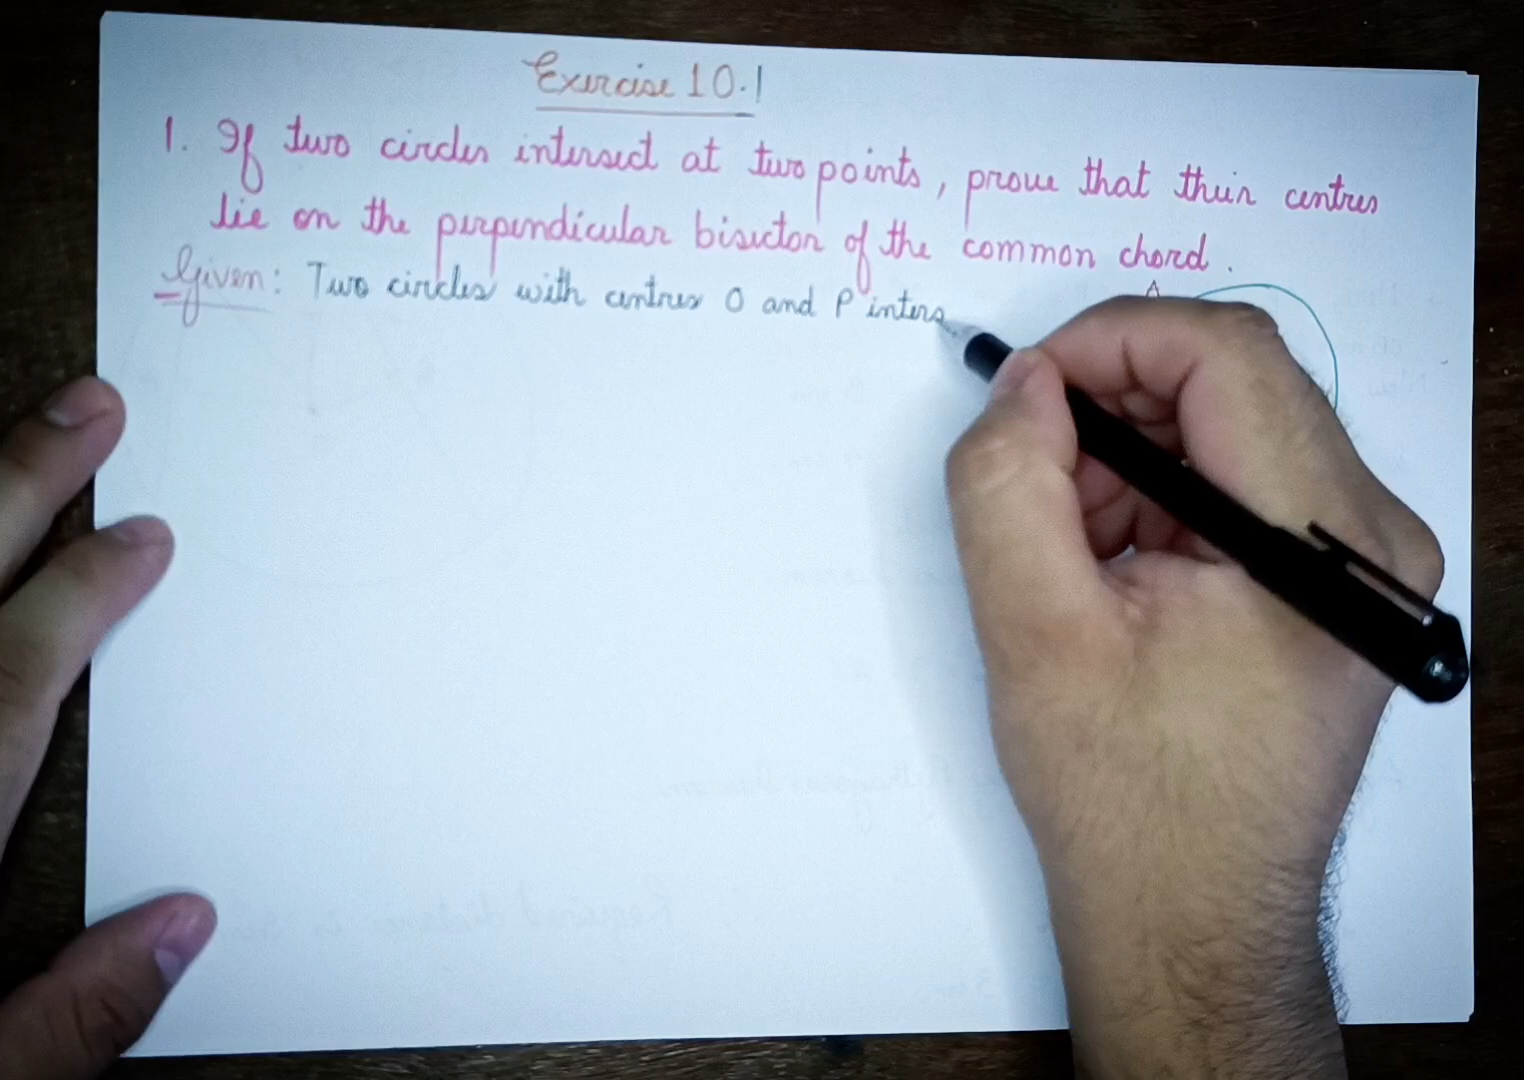 Exercise 10.1
1. If two circles intersect at two points, prove that their centres
lie on the perpendicular bisector of the common chord.
Given: Two circles with centres O and P inters
A